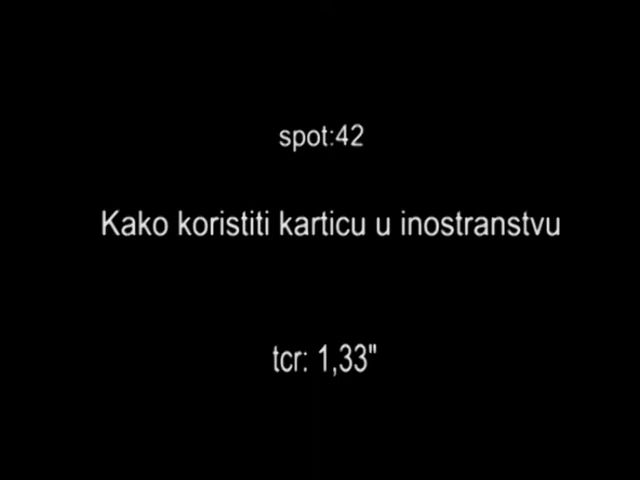 spot:42
Kako koristiti karticu u inostranstvu
tcr: 1,33"